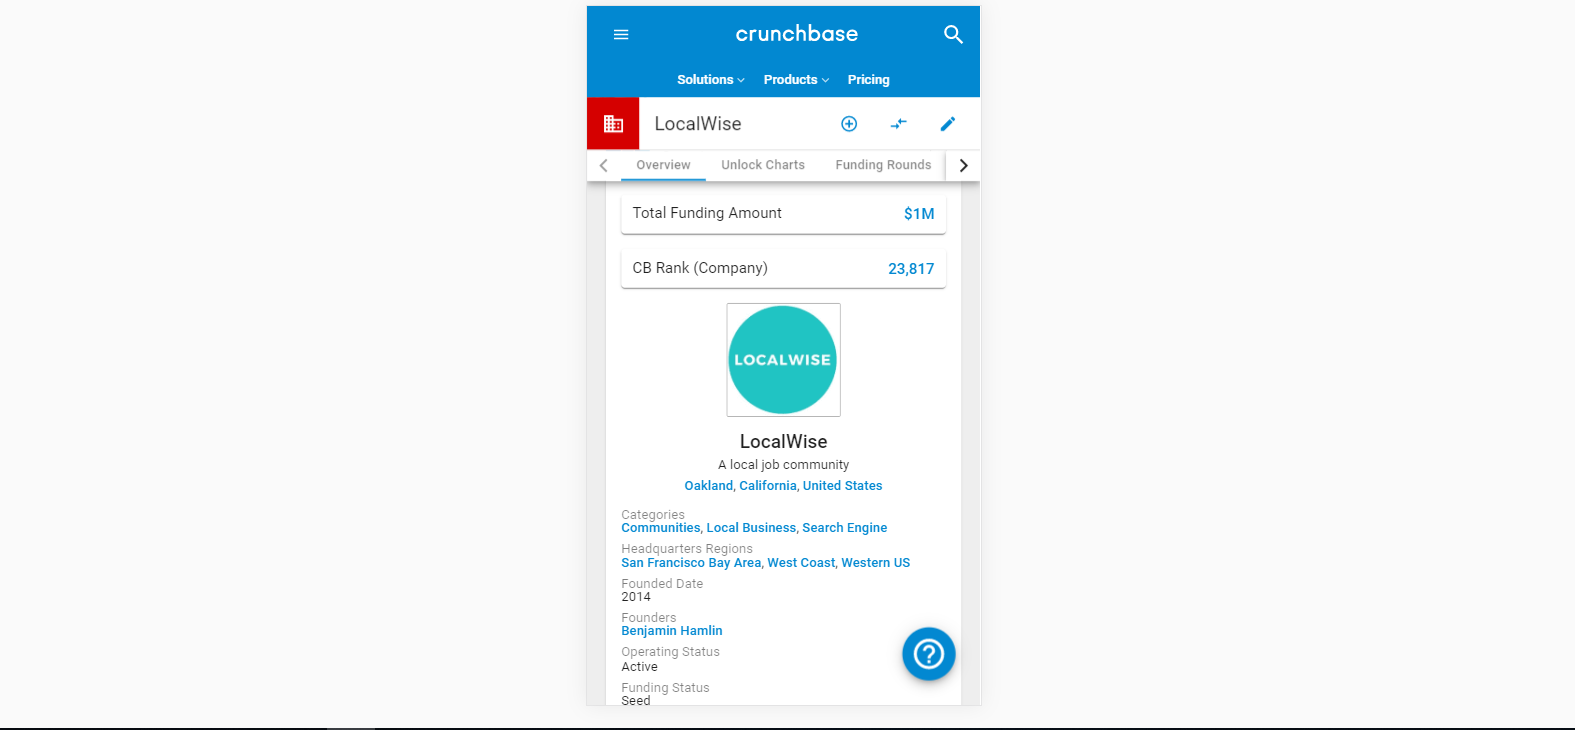 crunchbase
Solutions Products Pricing
LocalWise
Overview Unlock Charts Funding Rounds
Total Funding Amount $1M
CB Rank (Company) 23,817
LOCALWISE
LocalWise
A local job community
Oakland, California, United States
Categories
Communities, Local Business, Search Engine
Headquarters Regions
San Francisco Bay Area, West Coast, Western US
Founded Date
2014
Founders
Benjamin Hamlin
Operating Status
Active
Funding Status
Seed